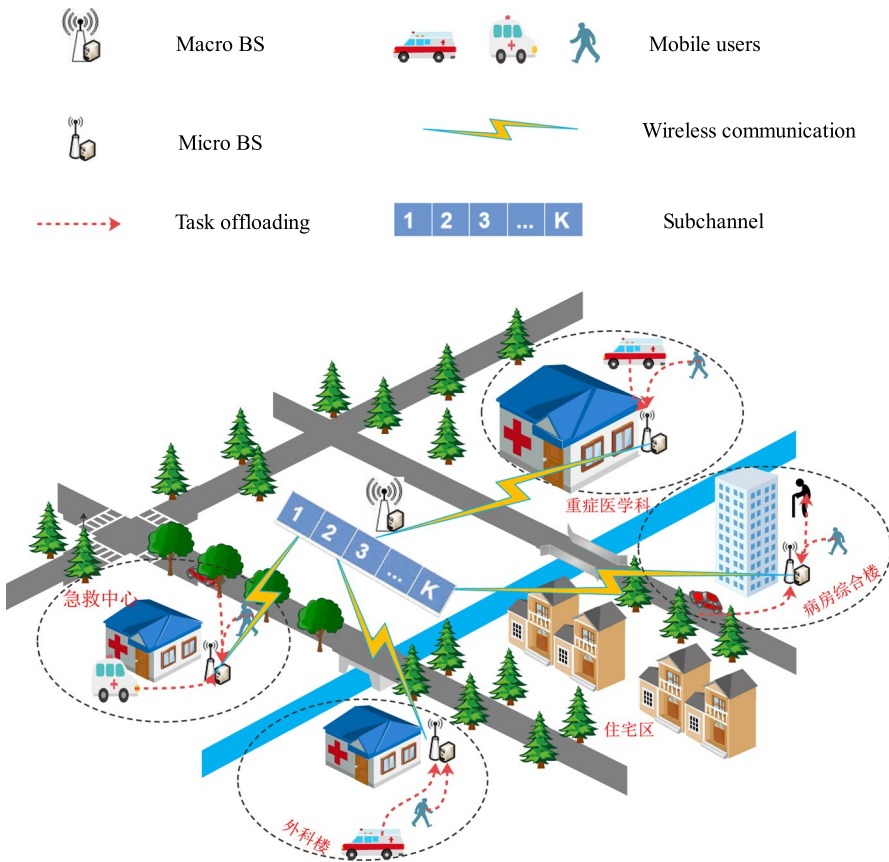 Macro BS
Mobile users
Micro BS
Wireless communication
Task offloading
1 2 3 ... K
Subchannel
重症医学科
1 2 3 ... K
急救中心
病房综合楼
住宅区
外科楼